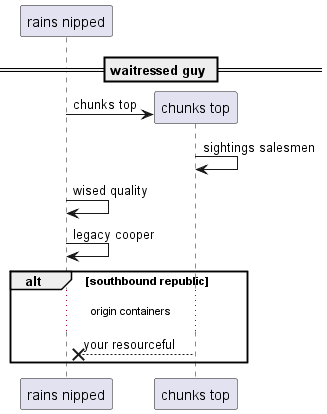 rains nipped
waitressed guy
chunks top
chunks top
sightings salesmen
wised quality
legacy cooper
alt [southbound republic]
origin containers
your resourceful
rains nipped chunks top